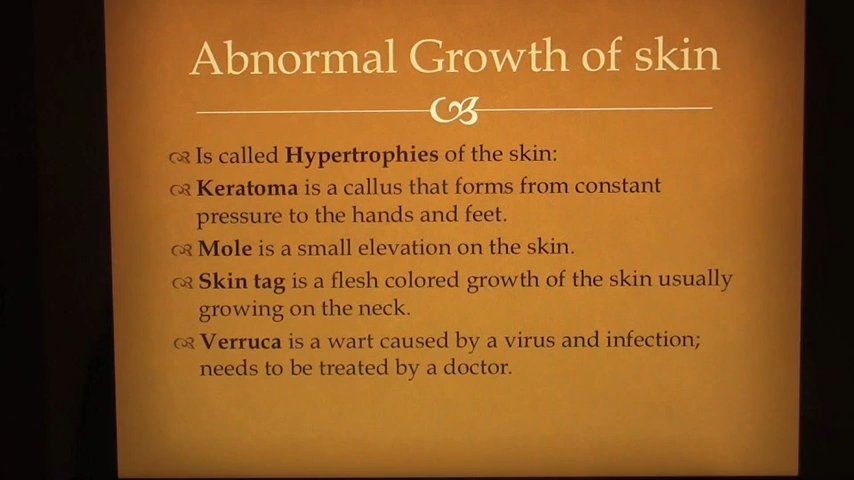 Abnormal Growth of skin
Is called Hypertrophies of the skin:
Keratoma is a callus that forms from constant
pressure to the hands and feet.
Mole is a small elevation on the skin.
Skin tag is a flesh colored growth of the skin usually
growing on the neck.
Verruca is a wart caused by a virus and infection;
needs to be treated by a doctor.